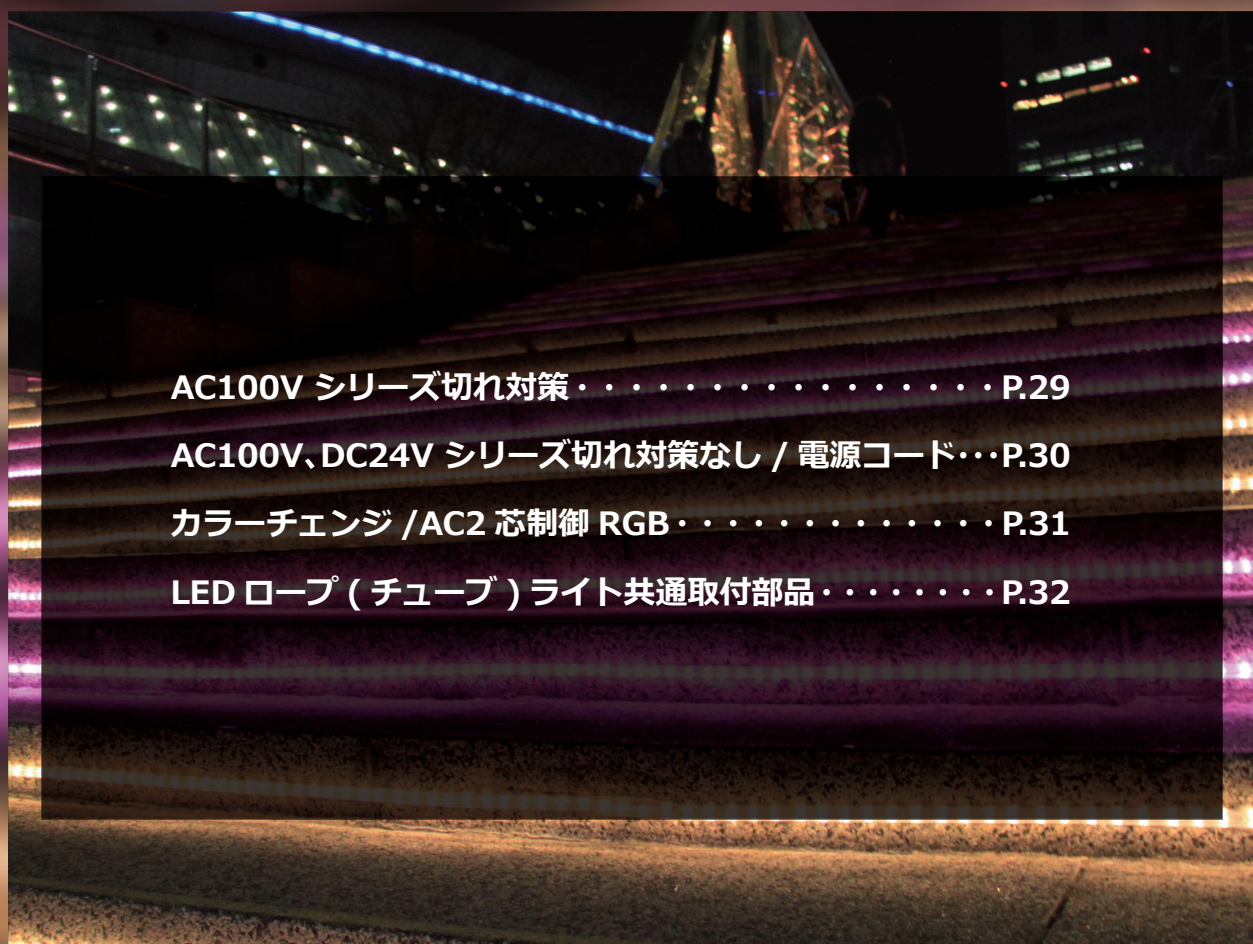 AC100V シリーズ切れ対策・・・・・・・・・・・・・・・・P.29
AC100V、DC24V シリーズ切れ対策なし / 電源コード・・・P.30
カラーチェンジ /AC2 芯制御 RGB・・・・・・・・・・・・P.31
LED ロープ ( チューブ ) ライト共通取付部品・・・・・・・P.32